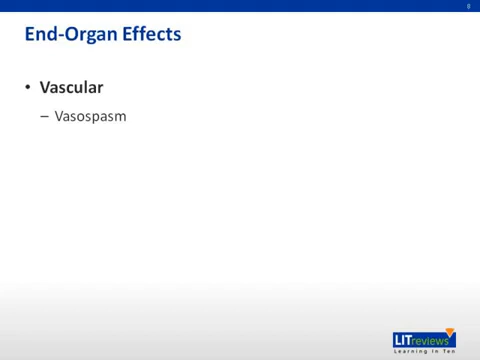 End-Organ Effects
• Vascular
– Vasospasm
LITreviews
Learning In Ten